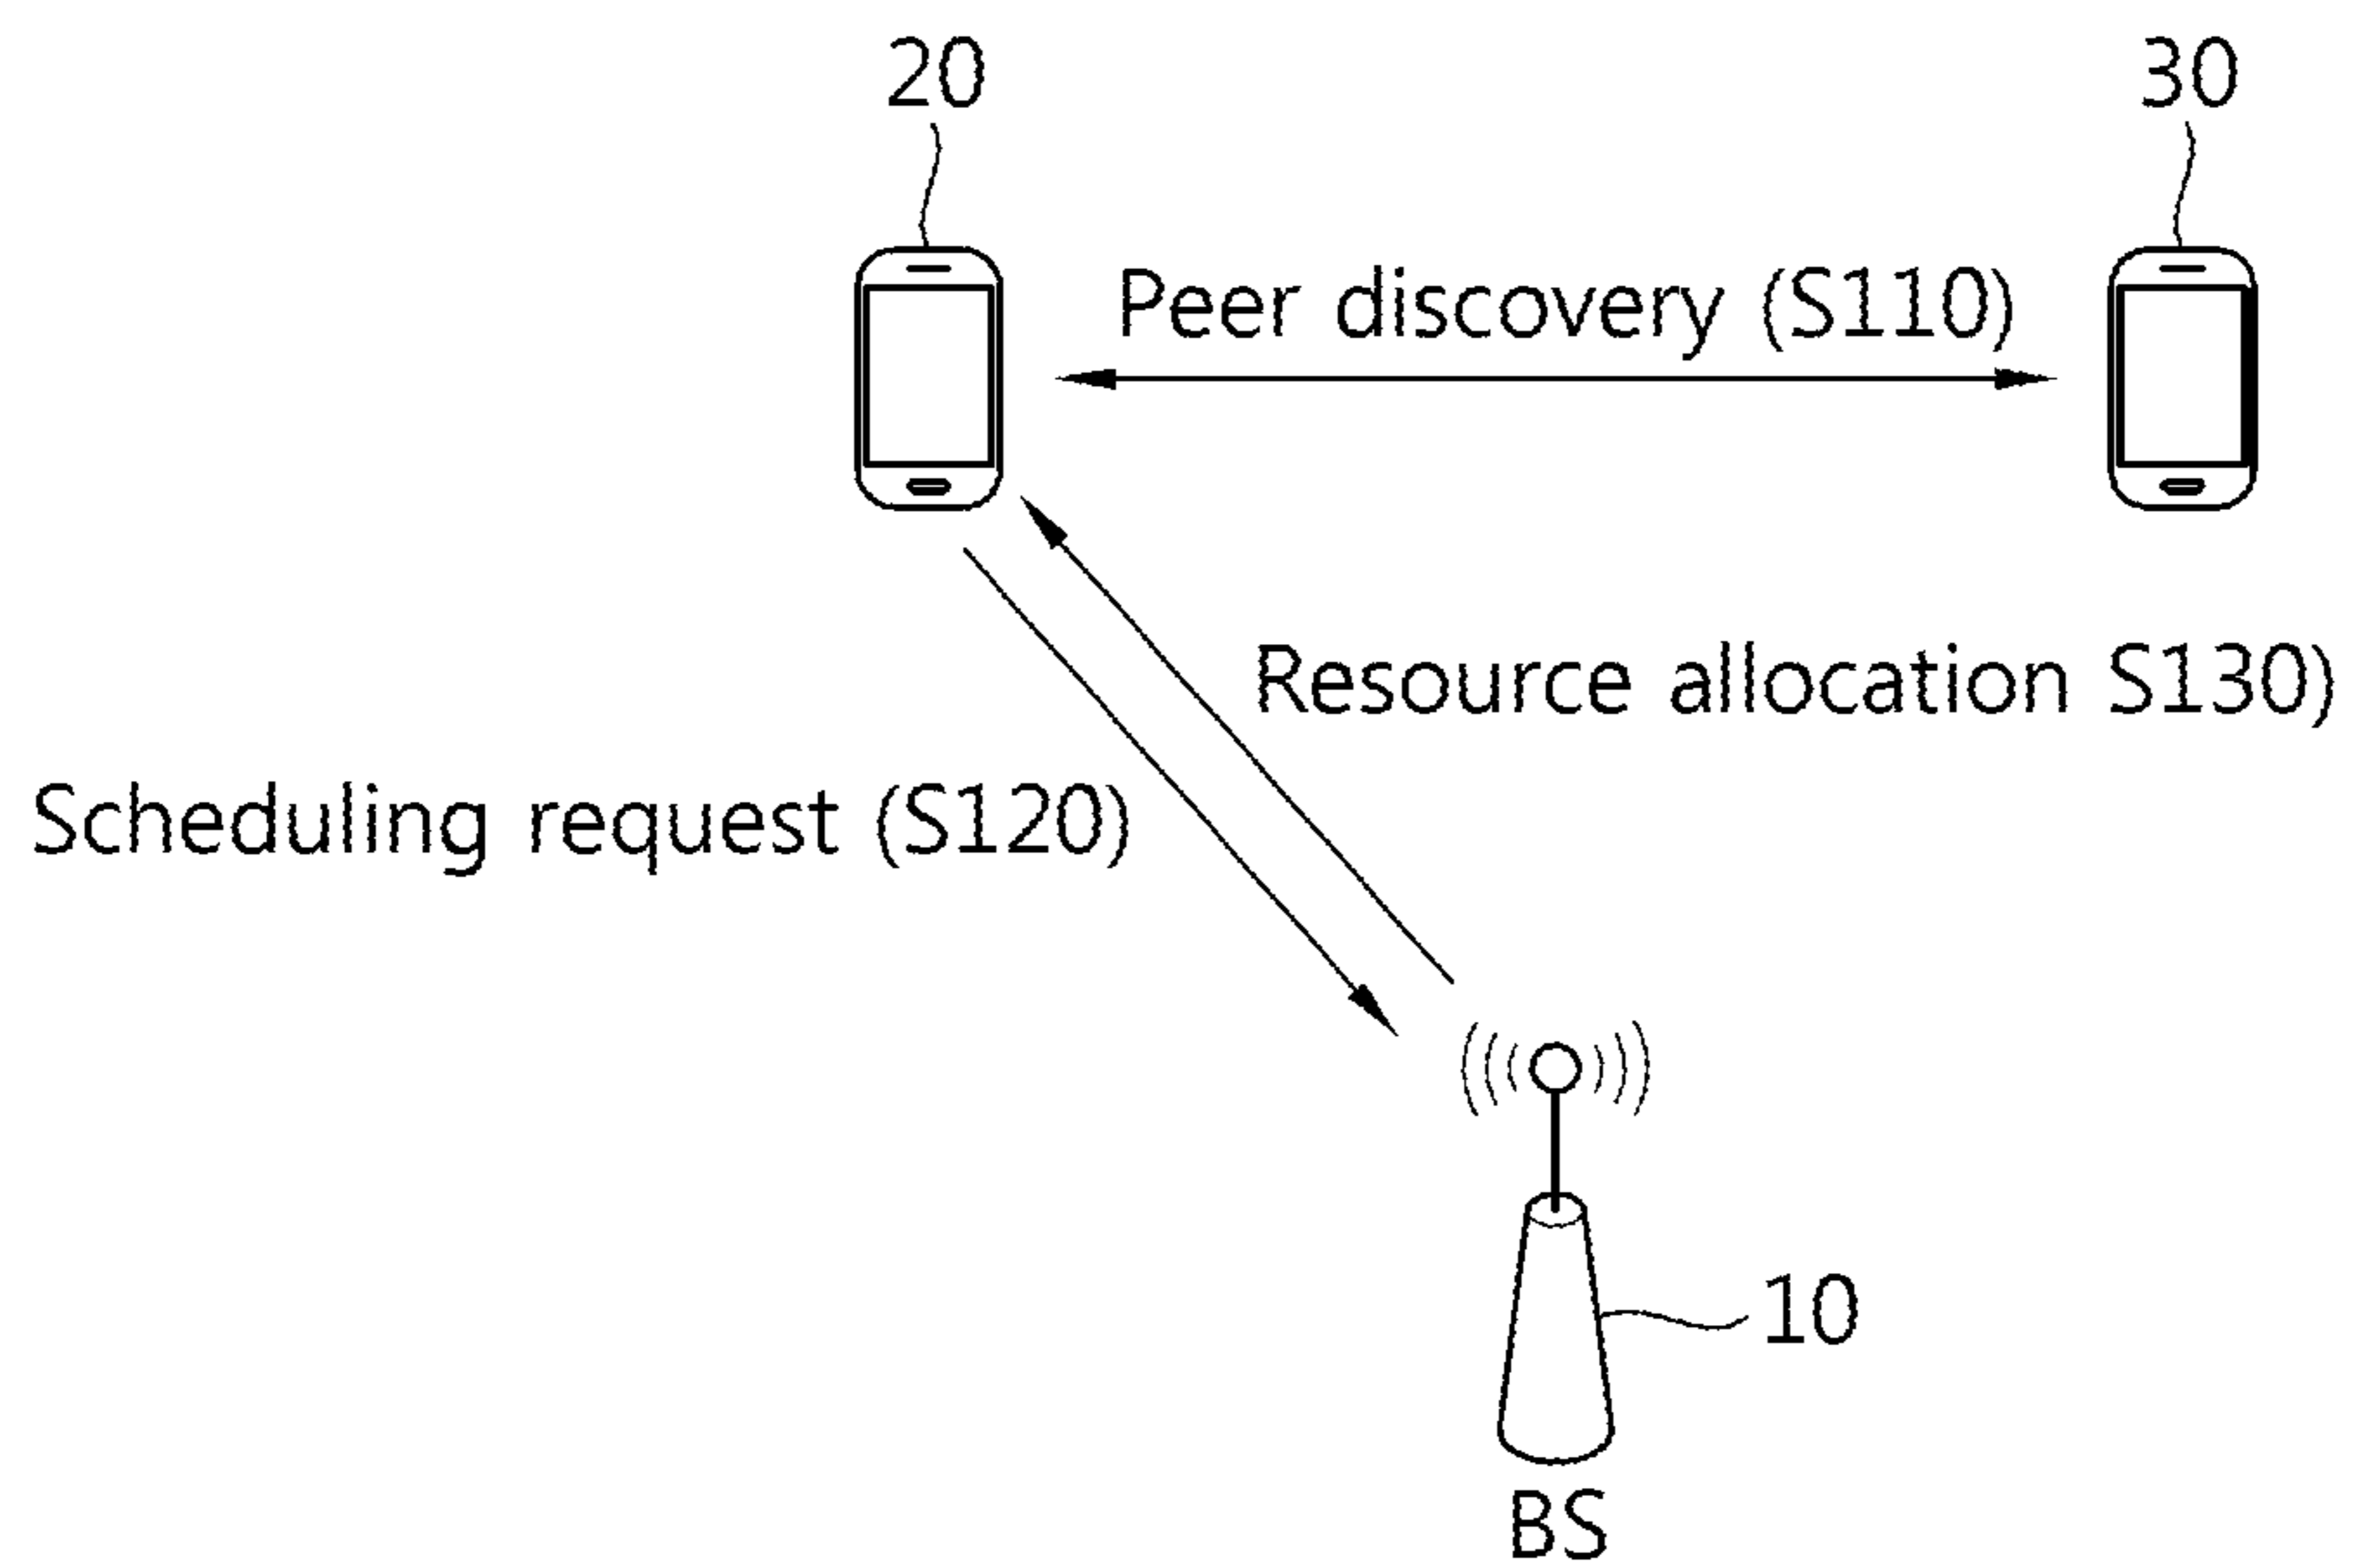 20
30
Peer discovery (S110)
Resource allocation S130)
Scheduling request (S120)
10
BS